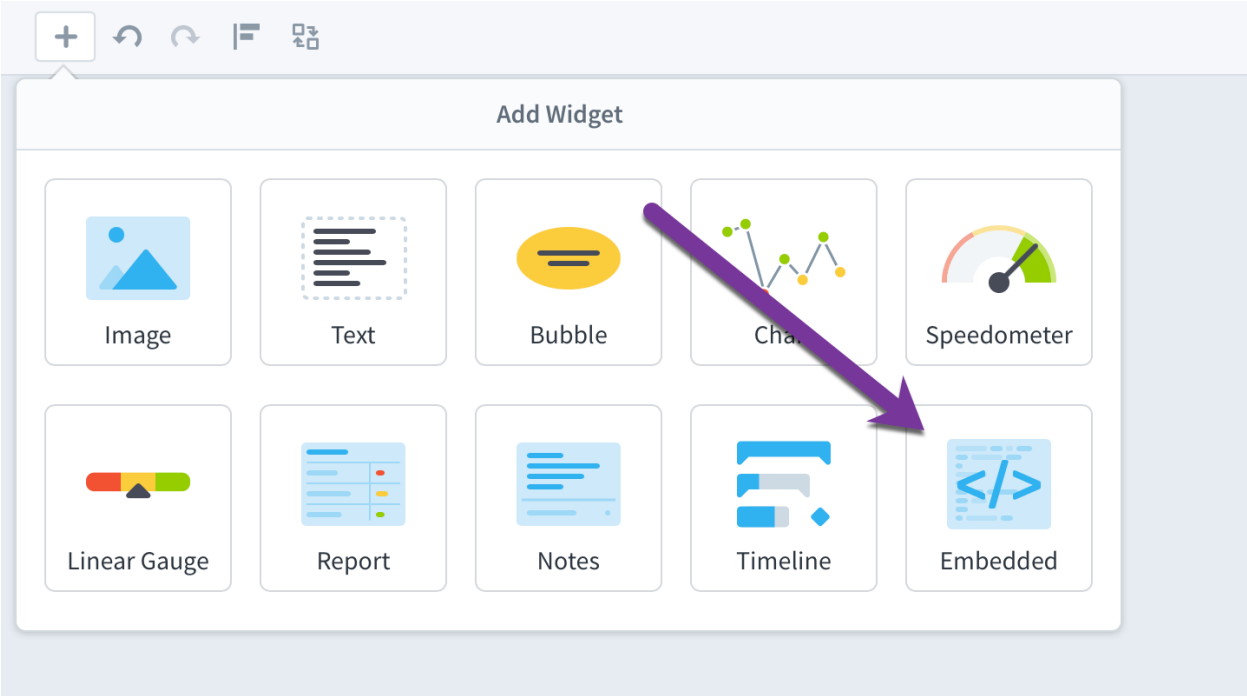 Add Widget
Image
Text
Bubble
Speedometer
Linear Gauge
Report
Notes
Timeline
Embedded